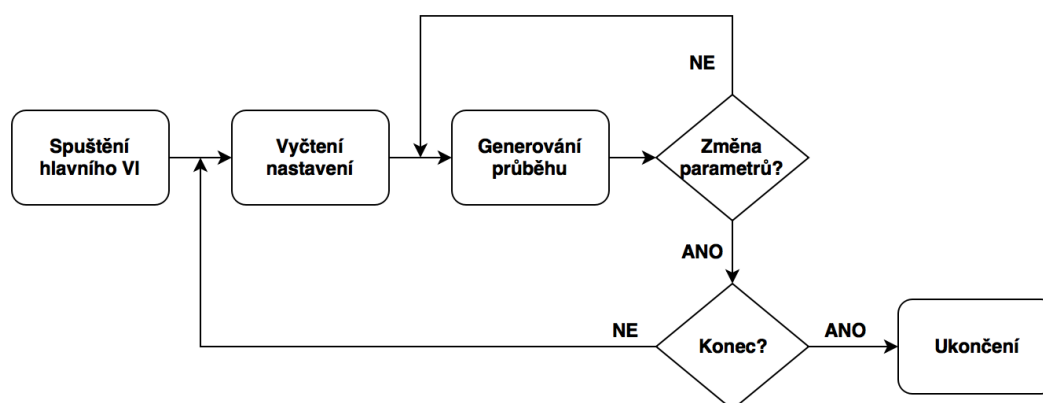 NE
Spuštění
hlavního VI
Vyčtení
nastavení
Generování
průběhu
Změna
parametrů?
ANO
NE
Konec?
ANO
Ukončení